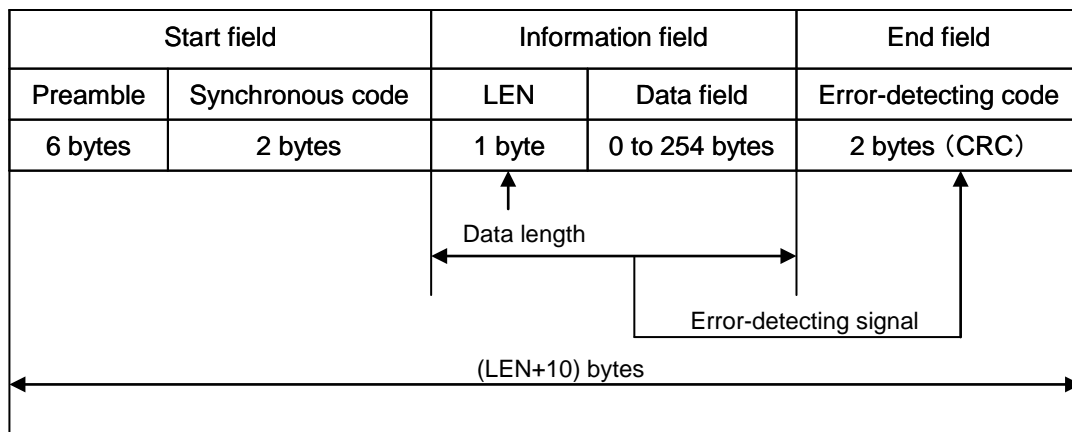 Start field Information field End field
Preamble Synchronous code LEN Data field Error-detecting code
6 bytes 2 bytes 1 byte 0 to 254 bytes 2 bytes （CRC）
Data length
Error-detecting signal
(LEN+10) bytes